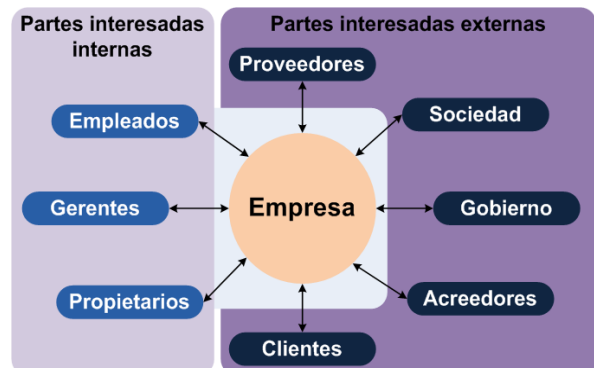 Partes interesadas
internas
Partes interesadas externas
Proveedores
Empleados
Sociedad
Gerentes
Empresa
Gobierno
Propietarios
Acreedores
Clientes